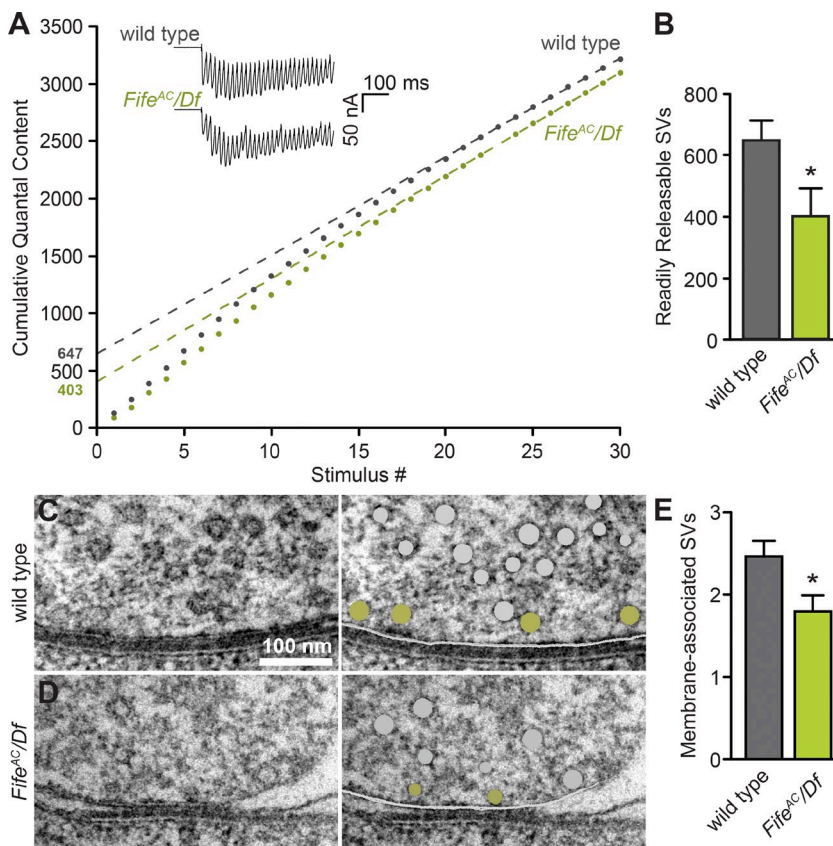 A
wild type
Fife^AC/Df
100 ms
50 nA
wild type
Fife^AC/Df
Cumulative Quantal Content
3500
3000
2500
2000
1500
1000
647
500
403
0
0 5 10 15 20 25 30
Stimulus #
B
Readily Releasable SVs
800
600
400
200
0
*
wild type
Fife^AC/Df
C
wild type
100 nm
D
Fife^AC/Df
E
Membrane-associated SVs
3
2
1
0
*
wild type
Fife^AC/Df